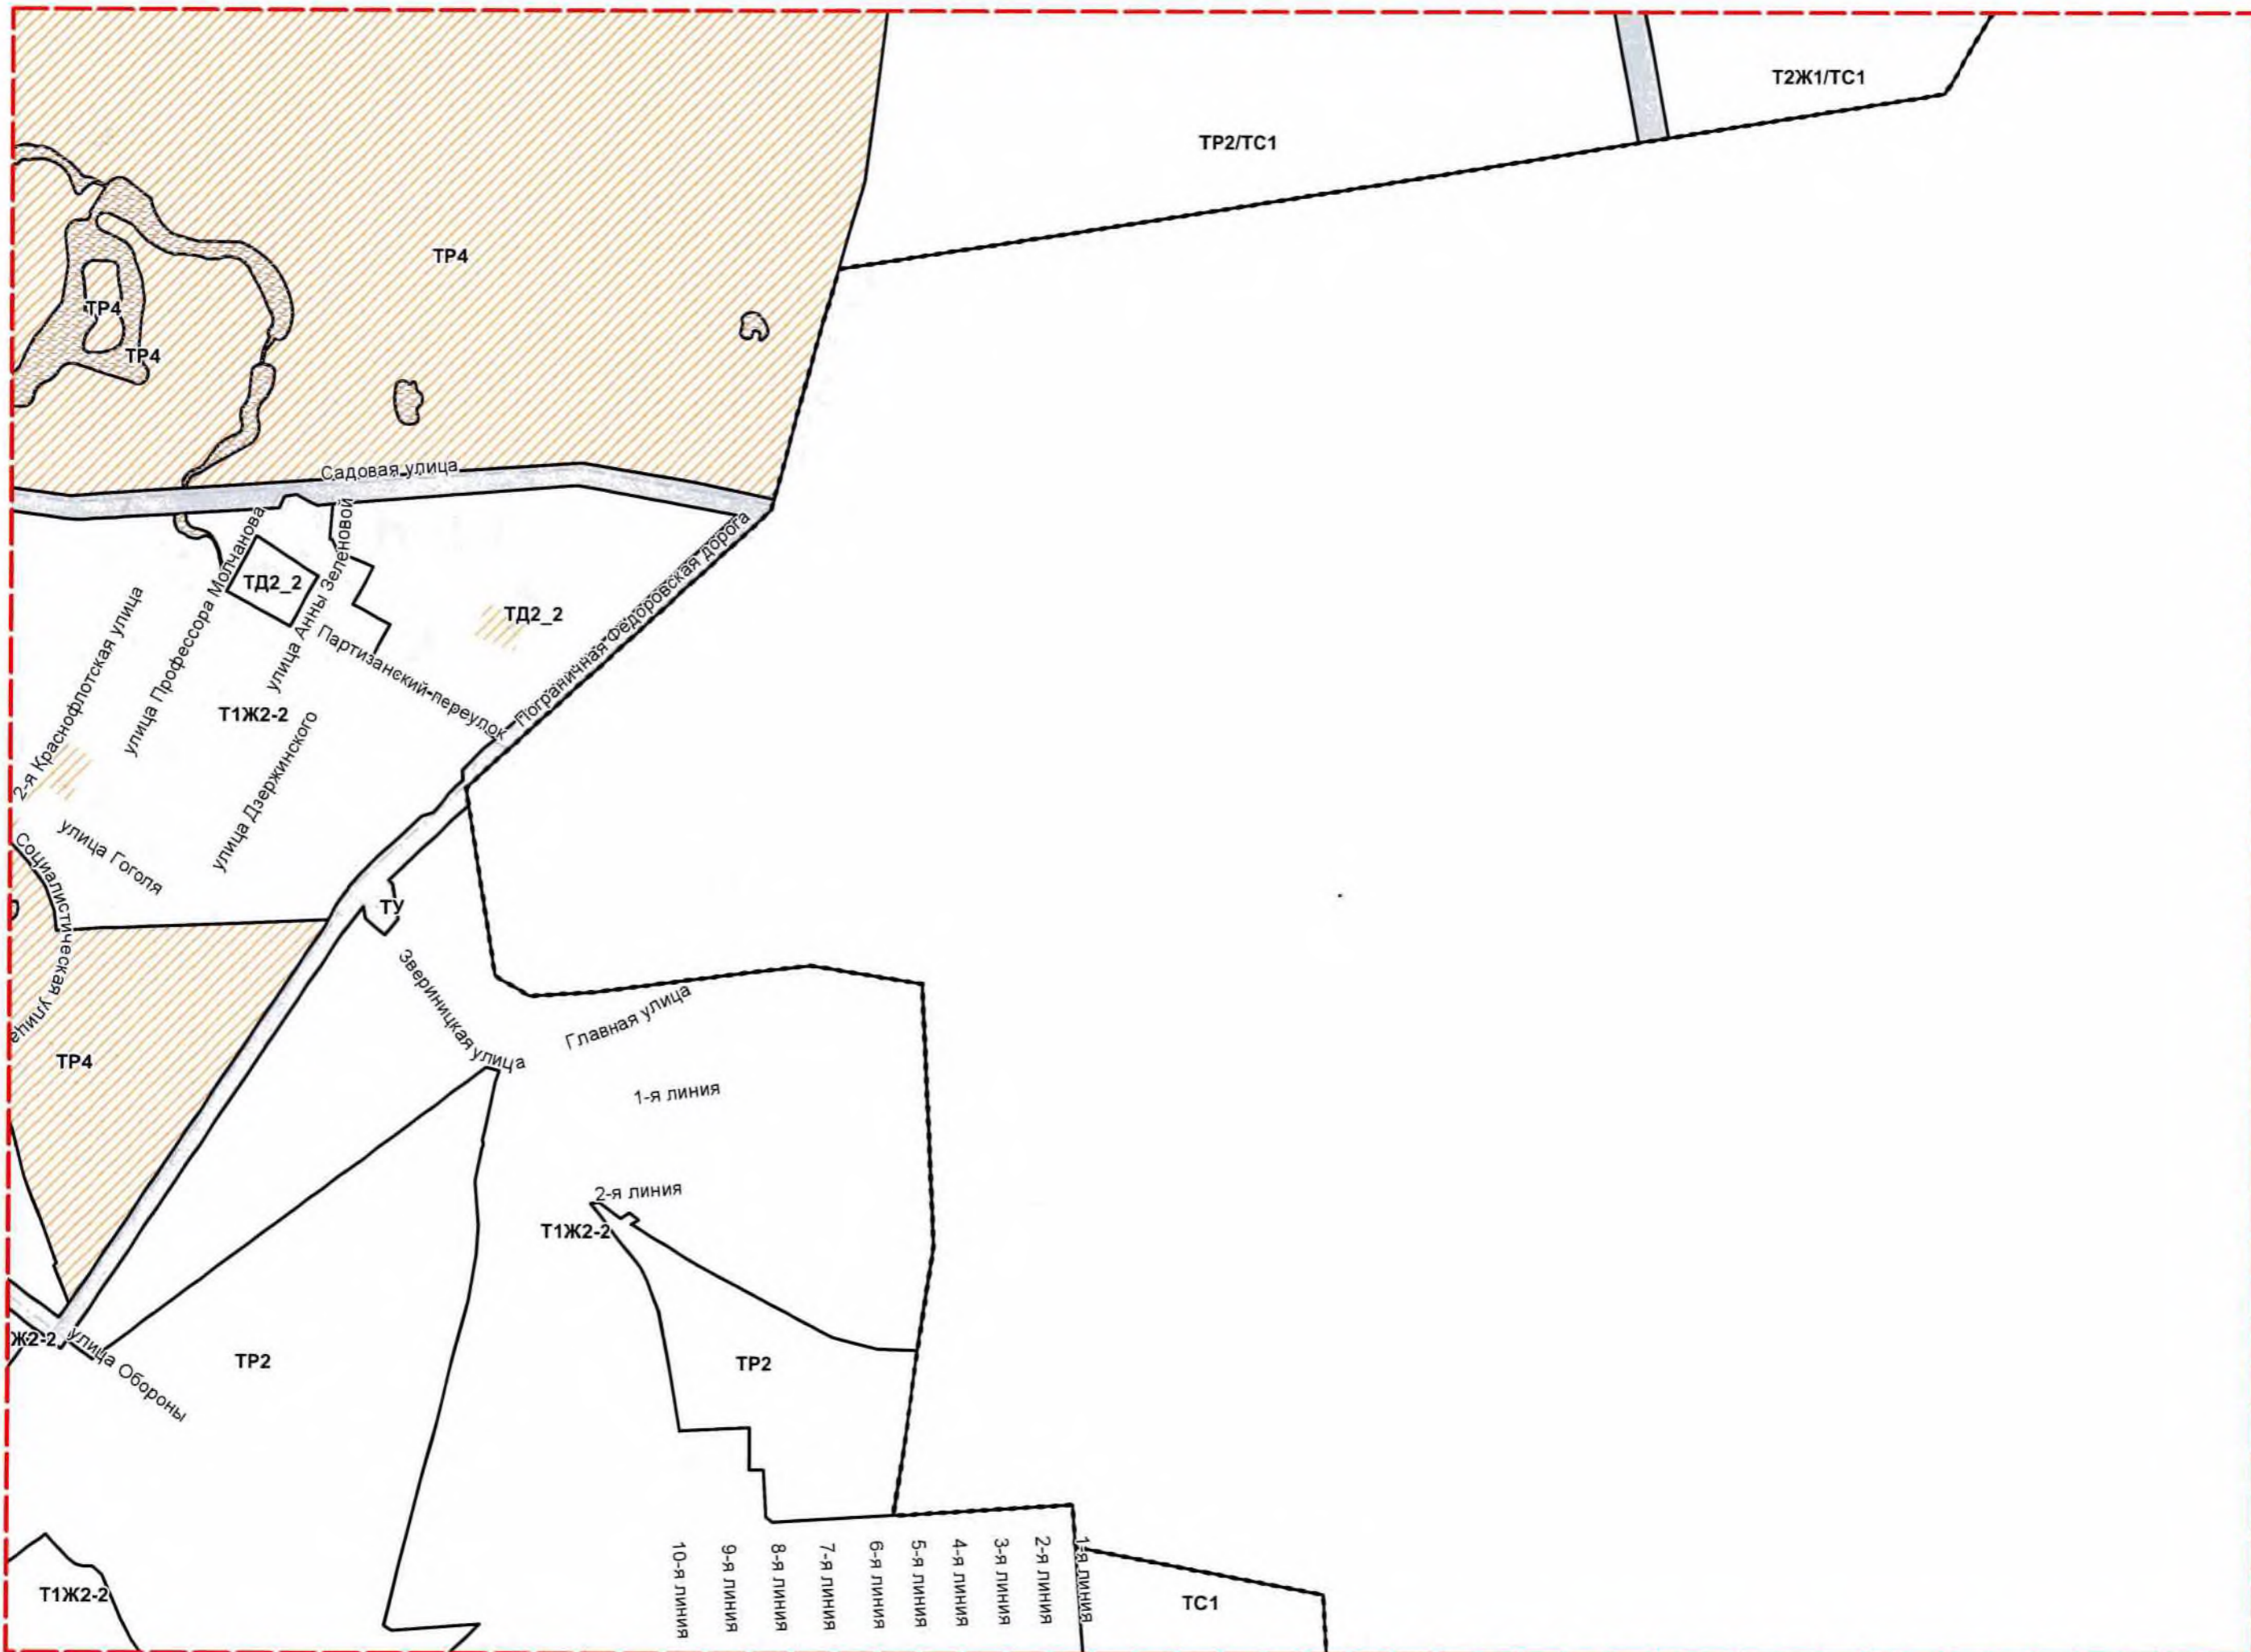 Т2Ж1/ТС1
ТР2/ТС1
ТР4
ТР4
ТР4
Садовая улица
улица Профессора Молчанова
улица Анны Зеленовой
Пограничная Фёдоровская дорога
ТД2_2
ТД2_2
2-я Краснофлотская улица
Партизанский переулок
Т1Ж2-2
улица Дзержинского
улица Гоголя
Социалистическая улица
ТУ
Звериницкая улица
Главная улица
ТР4
1-я линия
2-я линия
Т1Ж2-2
Ж2-2
улица Обороны
ТР2
ТР2
10-я линия
9-я линия
8-я линия
7-я линия
6-я линия
5-я линия
4-я линия
3-я линия
2-я линия
1-я линия
Т1Ж2-2
ТС1